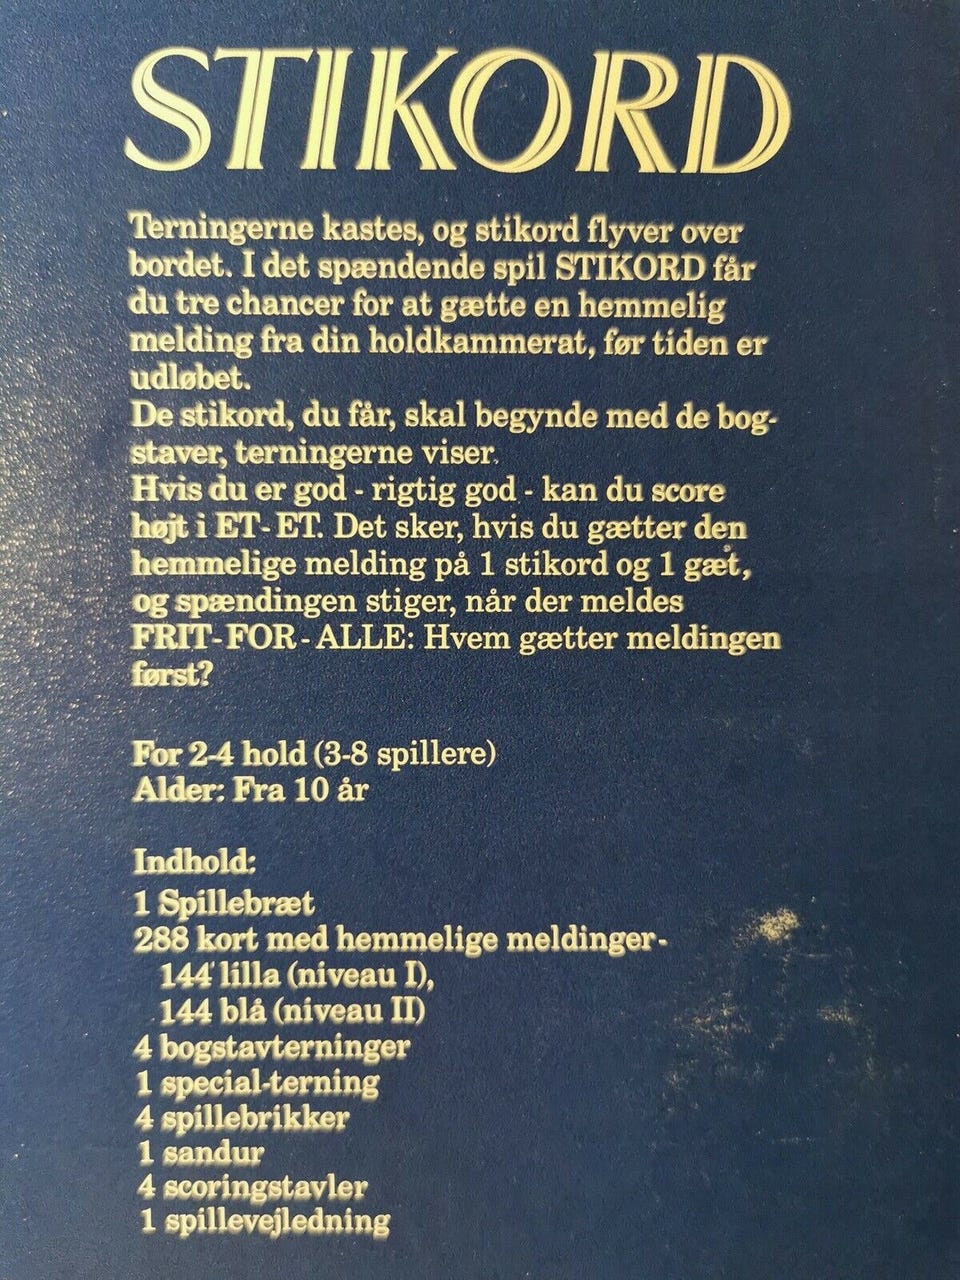 STIKORD
Terningerne kastes, og stikord flyver over
bordet. I det spændende spil STIKORD får
du tre chancer for at gætte en hemmelig
melding fra din holdkammerat, før tiden er
udløbet.
De stikord, du får, skal begynde med de bog-
staver, terningerne viser.
Hvis du er god - rigtig god - kan du score
højt i ET-ET. Det sker, hvis du gætter den
hemmelige melding på 1 stikord og 1 gæt,
og spændingen stiger, når der meldes
FRIT-FOR-ALLE: Hvem gætter meldingen
først?
For 2-4 hold (3-8 spillere)
Alder: Fra 10 år
Indhold:
1 Spillebræt
288 kort med hemmelige meldinger-
144 lilla (niveau I),
144 blå (niveau II)
4 bogstavterninger
1 special-terning
4 spillebrikker
1 sandur
4 scoringstavler
1 spillevejledning